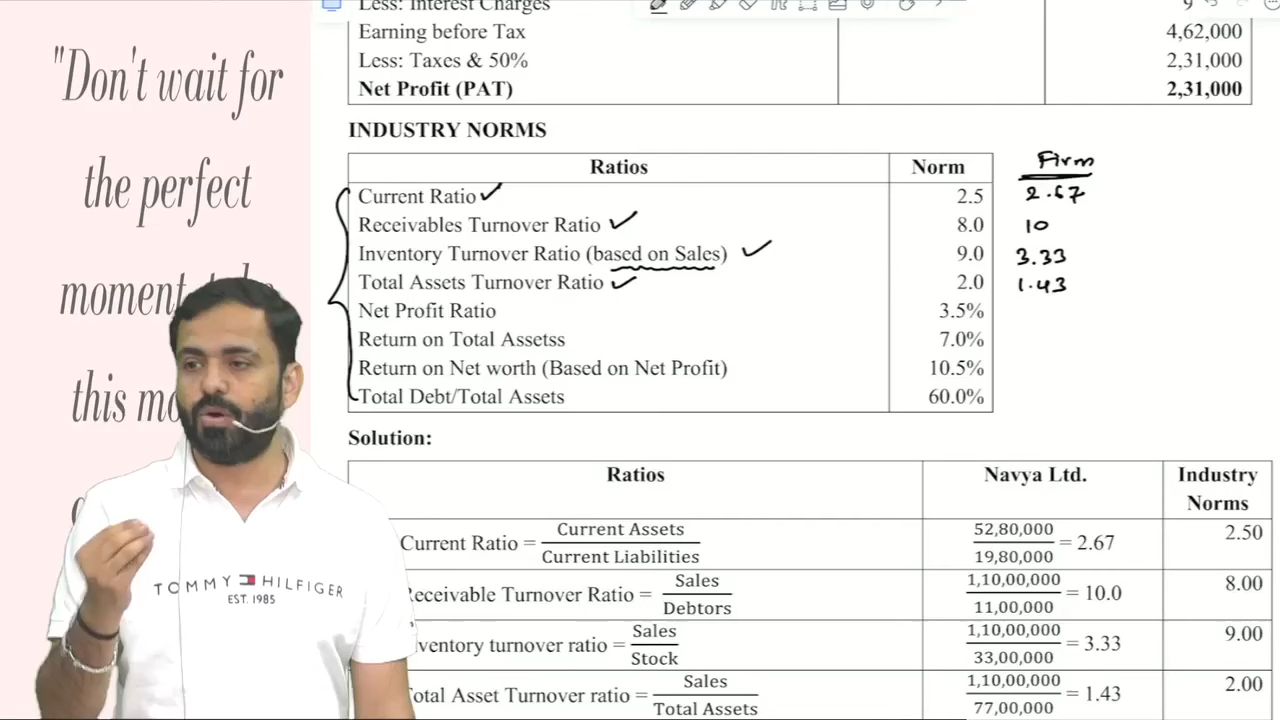 "Don't wait for
the perfect
moment
this mo
Less: Interest Charges 9
Earning before Tax 4,62,000
Less: Taxes & 50% 2,31,000
Net Profit (PAT) 2,31,000
INDUSTRY NORMS
Ratios Norm Firm
Current Ratio ✓ 2.5 2.67
Receivables Turnover Ratio ✓ 8.0 10
Inventory Turnover Ratio (based on Sales) ✓ 9.0 3.33
Total Assets Turnover Ratio ✓ 2.0 1.43
Net Profit Ratio 3.5%
Return on Total Assetss 7.0%
Return on Net worth (Based on Net Profit) 10.5%
Total Debt/Total Assets 60.0%
Solution:
Ratios Navya Ltd. Industry Norms
Current Ratio = Current Assets / Current Liabilities 52,80,000 / 19,80,000 = 2.67 2.50
Receivable Turnover Ratio = Sales / Debtors 1,10,00,000 / 11,00,000 = 10.0 8.00
ventory turnover ratio = Sales / Stock 1,10,00,000 / 33,00,000 = 3.33 9.00
otal Asset Turnover ratio = Sales / Total Assets 1,10,00,000 / 77,00,000 = 1.43 2.00
TOMMY HILFIGER
EST. 1985